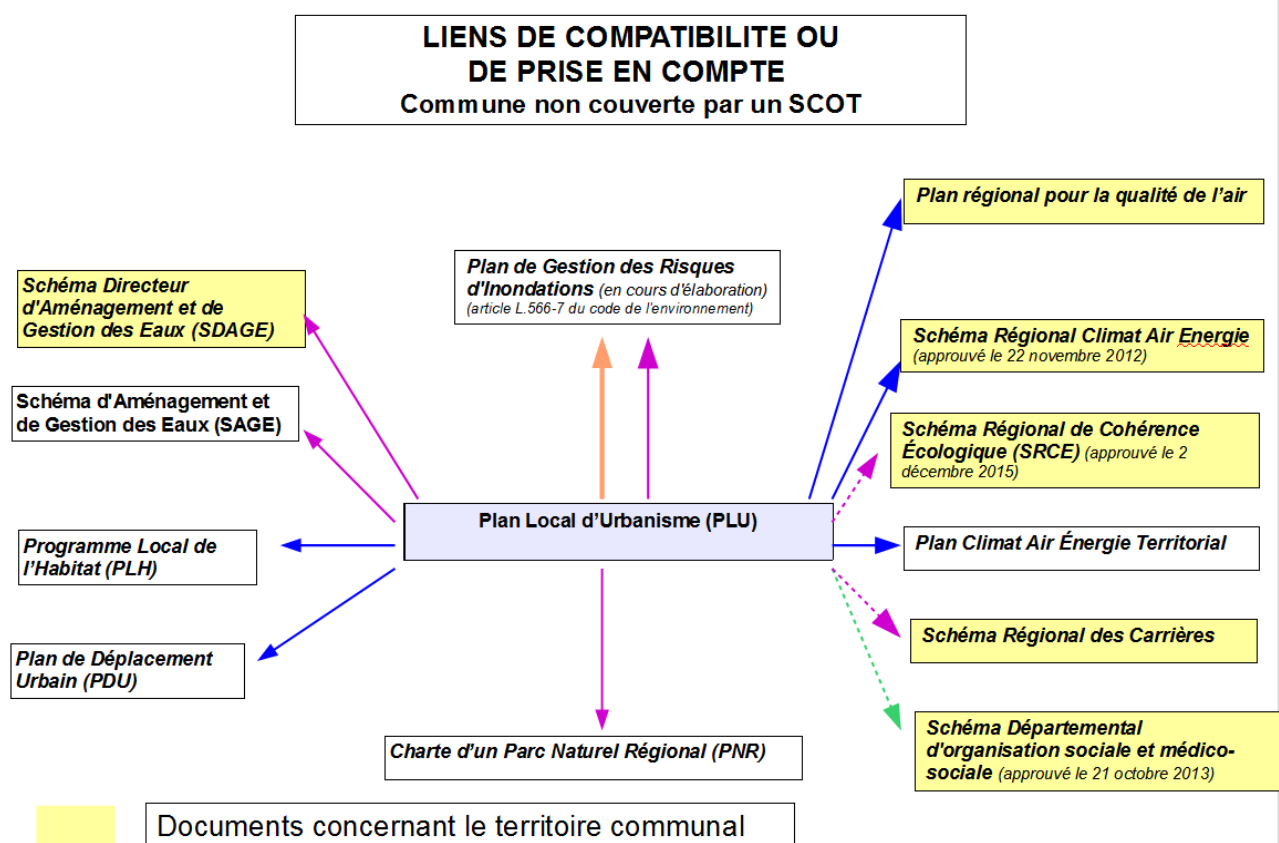 LIENS DE COMPATIBILITE OU
DE PRISE EN COMPTE
Commune non couverte par un SCOT
Plan régional pour la qualité de l'air
Plan de Gestion des Risques
d'Inondations (en cours d'élaboration)
(article L.566-7 du code de l'environnement)
Schéma Directeur
d'Aménagement et de
Gestion des Eaux (SDAGE)
Schéma Régional Climat Air Energie
(approuvé le 22 novembre 2012)
Schéma d'Aménagement et
de Gestion des Eaux (SAGE)
Schéma Régional de Cohérence
Écologique (SRCE) (approuvé le 2
décembre 2015)
Plan Local d'Urbanisme (PLU)
Programme Local de
l'Habitat (PLH)
Plan Climat Air Énergie Territorial
Schéma Régional des Carrières
Plan de Déplacement
Urbain (PDU)
Charte d'un Parc Naturel Régional (PNR)
Schéma Départemental
d'organisation sociale et médico-
sociale (approuvé le 21 octobre 2013)
Documents concernant le territoire communal